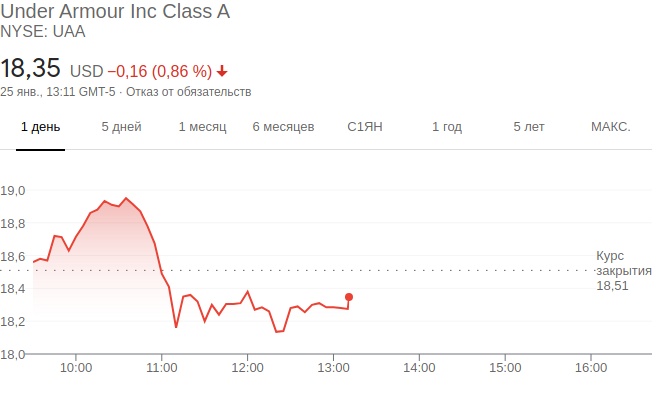 Under Armour Inc Class A
NYSE: UAA
18,35 USD −0,16 (0,86 %)
25 янв., 13:11 GMT-5 · Отказ от обязательств
1 день 5 дней 1 месяц 6 месяцев С1ЯН 1 год 5 лет МАКС.
19,0
18,8
18,6
18,4
18,2
18,0
Курс
закрытия
18,51
10:00 11:00 12:00 13:00 14:00 15:00 16:00